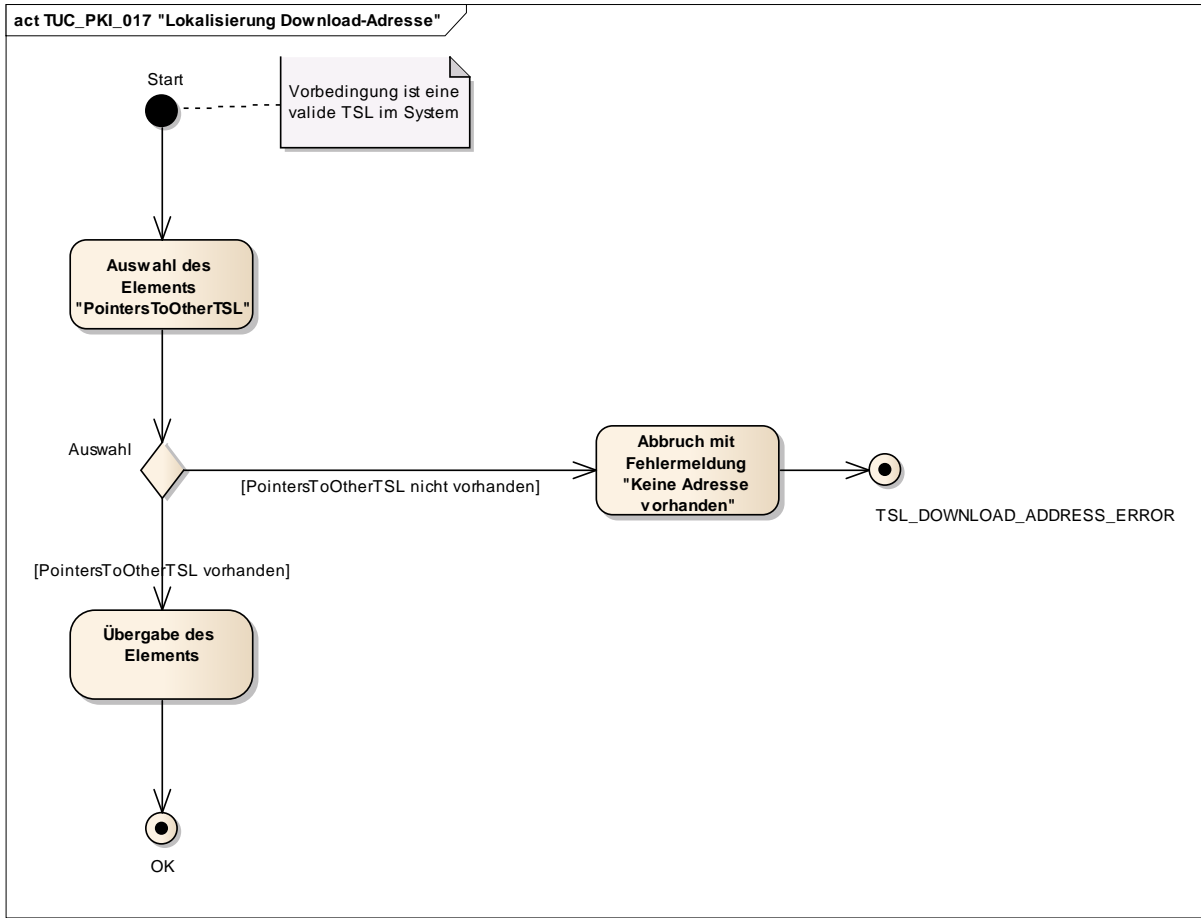 act TUC_PKI_017 "Lokalisierung Download-Adresse"
Start
Vorbedingung ist eine
valide TSL im System
Auswahl des
Elements
"PointersToOtherTSL"
Auswahl
[PointersToOtherTSL nicht vorhanden]
Abbruch mit
Fehlermeldung
"Keine Adresse
vorhanden"
TSL_DOWNLOAD_ADDRESS_ERROR
[PointersToOtherTSL vorhanden]
Übergabe des
Elements
OK